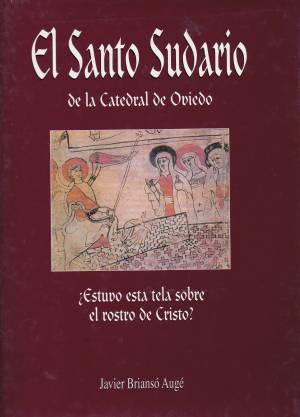 El Santo Sudario
de la Catedral de Oviedo
¿Estuvo esta tela sobre
el rostro de Cristo?
Javier Briansó Augé